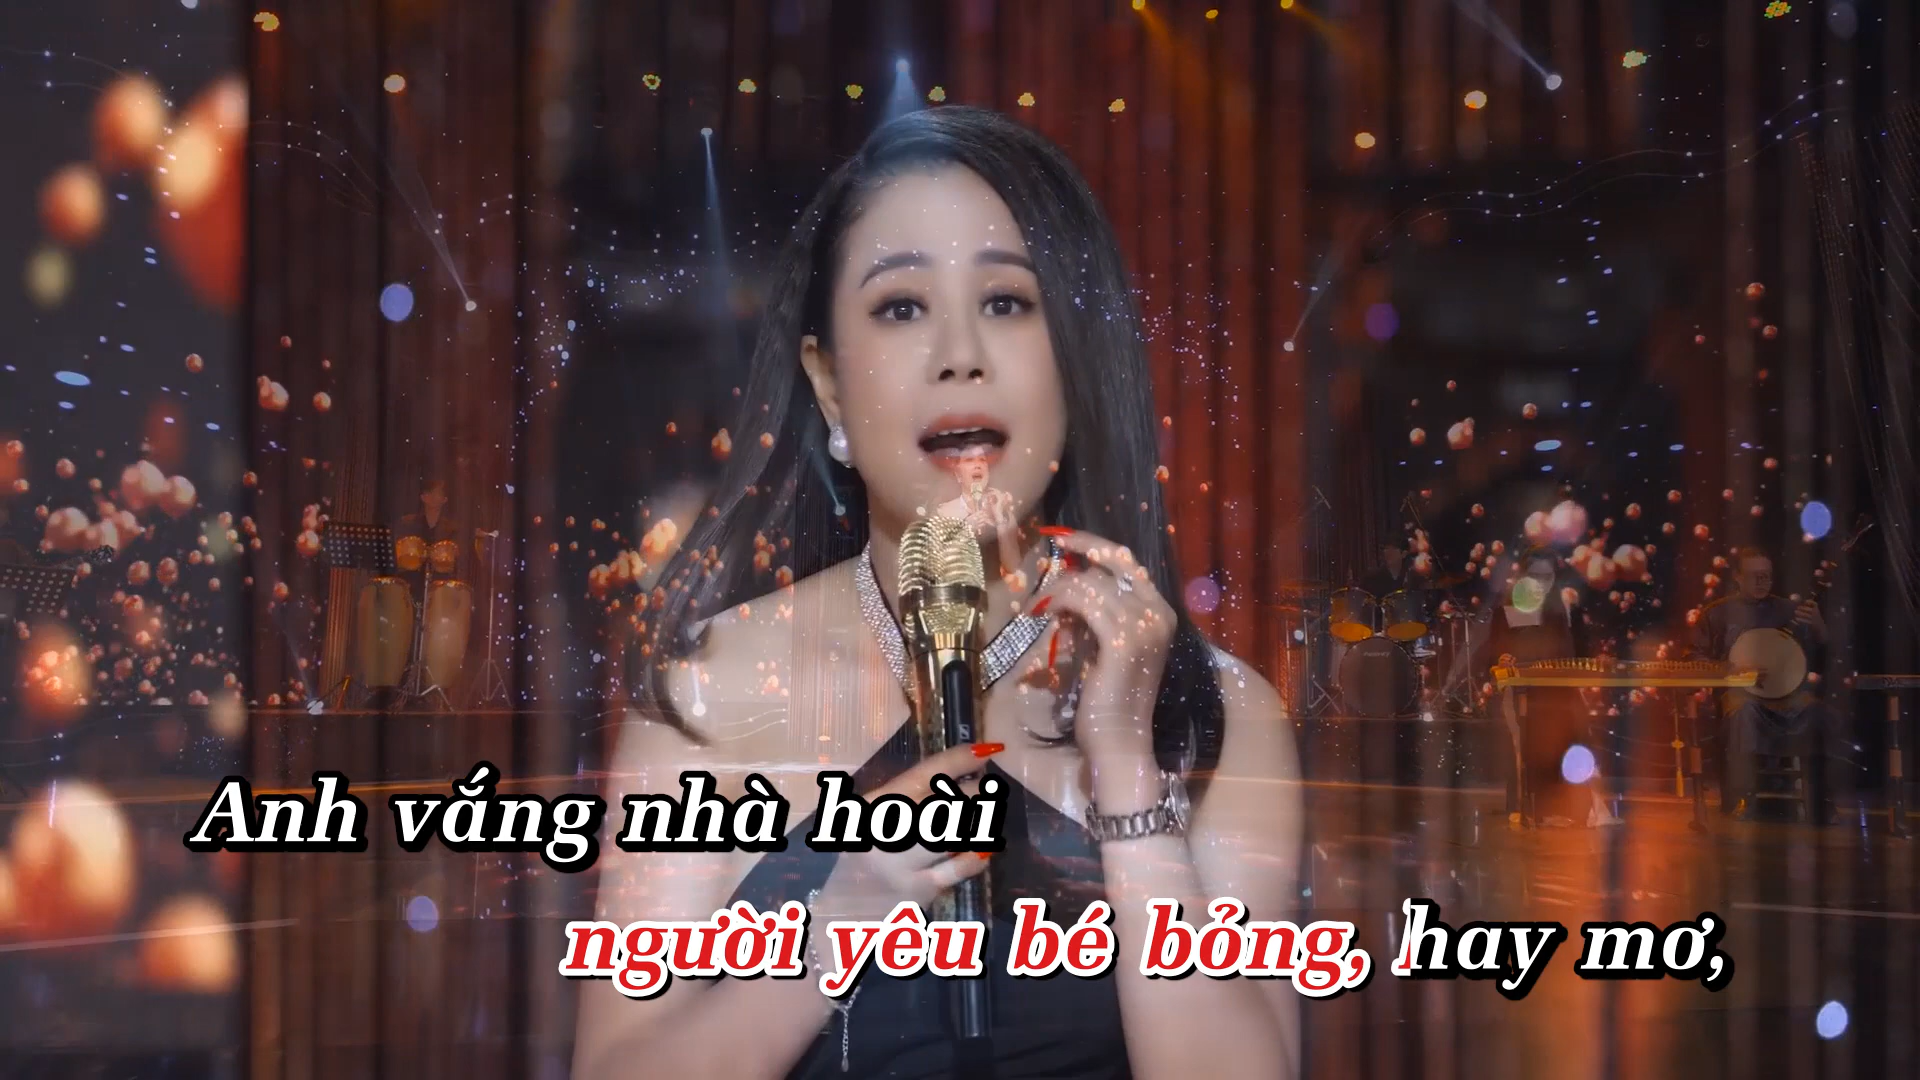 Anh vắng nhà hoài
người yêu bé bỏng, hay mơ,